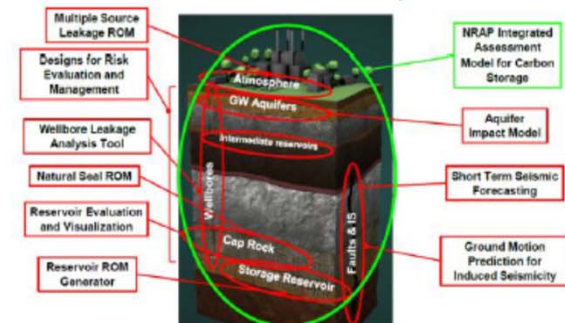 Multiple Source
Leakage ROM
Designs for Risk
Evaluation and
Management
Wellbore Leakage
Analysis Tool
Natural Seal ROM
Reservoir Evaluation
and Visualization
Reservoir ROM
Generator
Atmosphere
GW Aquifers
Intermediate reservoirs
Wellbores
Cap Rock
Storage Reservoir
Faults & IS
NRAP Integrated
Assessment
Model for Carbon
Storage
Aquifer
Impact Model
Short Term Seismic
Forecasting
Ground Motion
Prediction for
Induced Seismicity